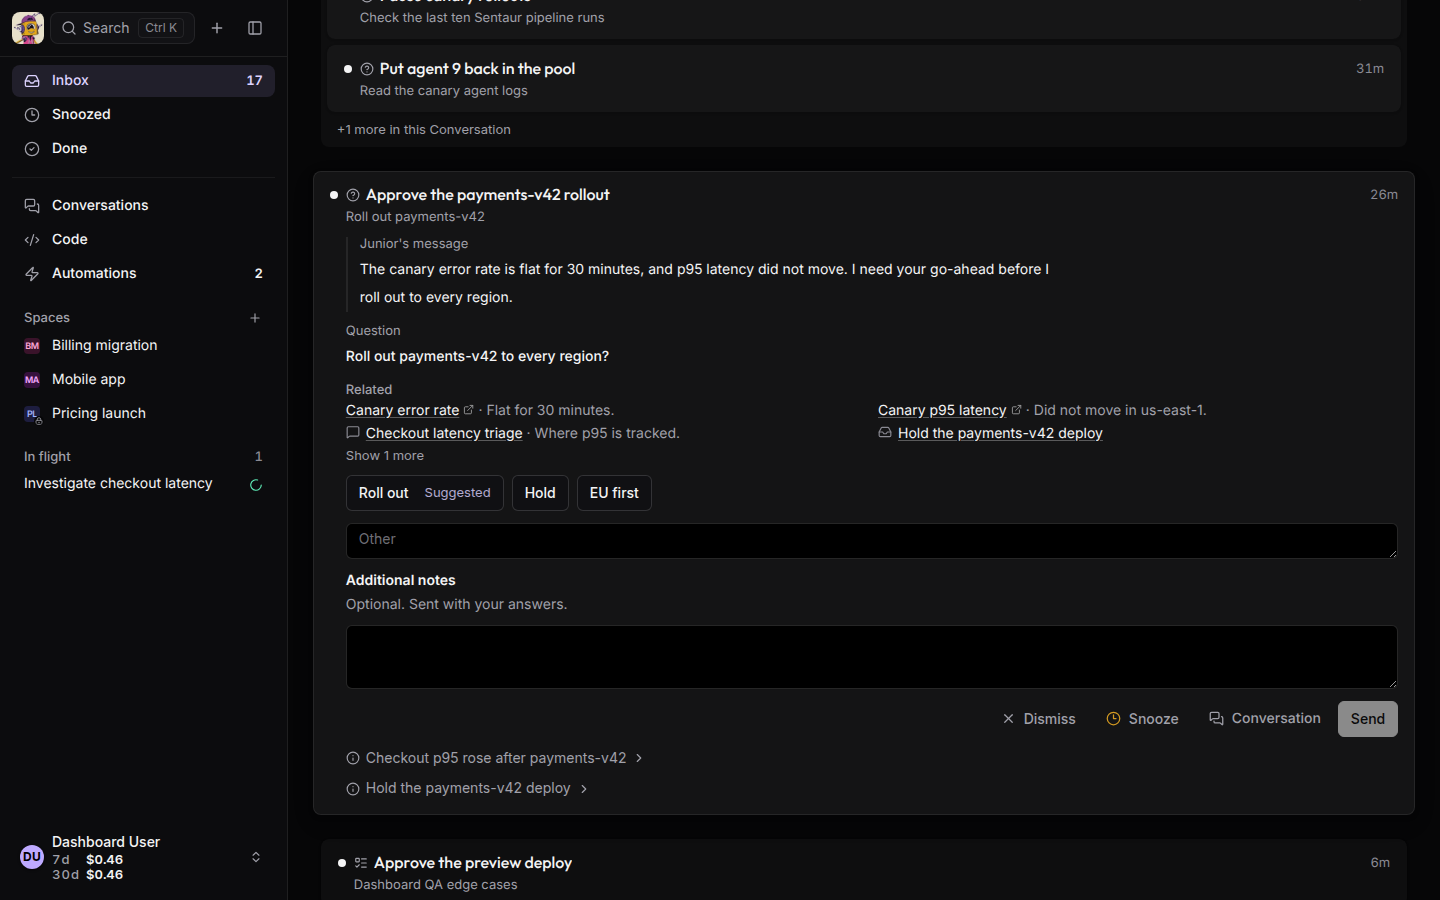 Search Ctrl K
Inbox 17
Snoozed
Done
Conversations
Code
Automations 2
Spaces
BM Billing migration
MA Mobile app
PL Pricing launch
In flight 1
Investigate checkout latency
DU Dashboard User
7d $0.46
30d $0.46
Check the last ten Sentaur pipeline runs
Put agent 9 back in the pool 31m
Read the canary agent logs
+1 more in this Conversation
Approve the payments-v42 rollout 26m
Roll out payments-v42
Junior's message
The canary error rate is flat for 30 minutes, and p95 latency did not move. I need your go-ahead before I
roll out to every region.
Question
Roll out payments-v42 to every region?
Related
Canary error rate · Flat for 30 minutes. Canary p95 latency · Did not move in us-east-1.
Checkout latency triage · Where p95 is tracked. Hold the payments-v42 deploy
Show 1 more
Roll out Suggested Hold EU first
Other
Additional notes
Optional. Sent with your answers.
Dismiss Snooze Conversation Send
Checkout p95 rose after payments-v42
Hold the payments-v42 deploy
Approve the preview deploy 6m
Dashboard QA edge cases